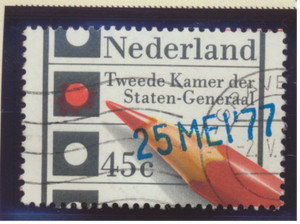 Nederland
Tweede Kamer der
Staten-Generaal
25 MEI '77
45c